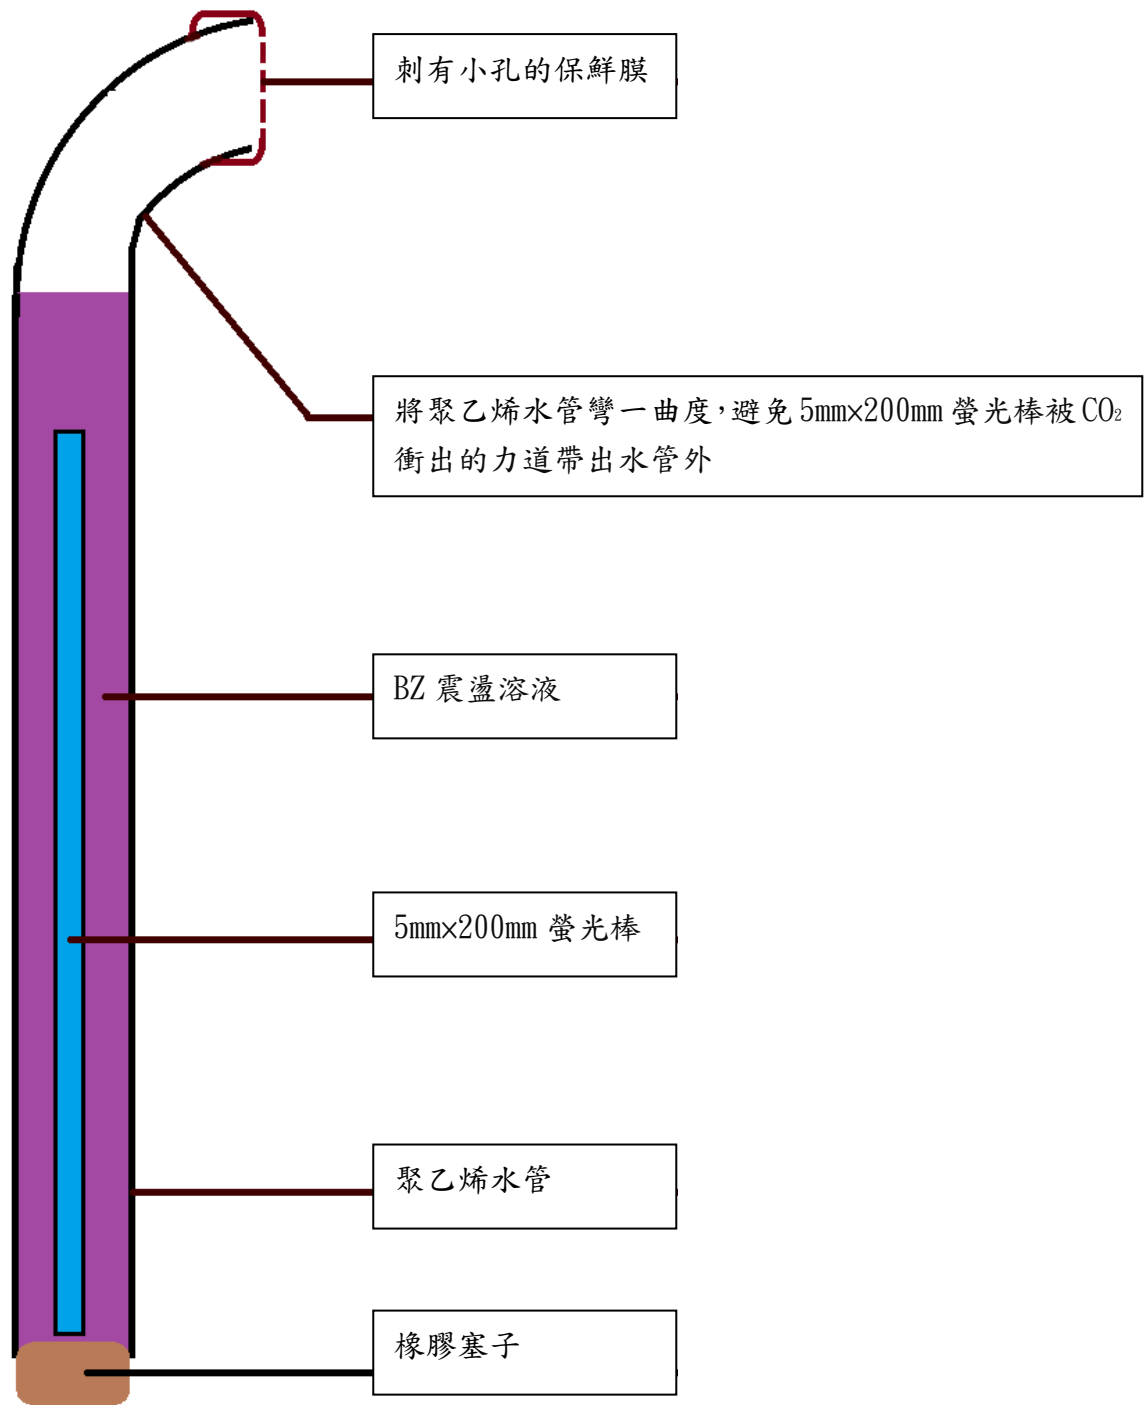 刺有小孔的保鮮膜
將聚乙烯水管彎一曲度，避免5mm×200mm螢光棒被CO₂
衝出的力道帶出水管外
BZ震盪溶液
5mm×200mm螢光棒
聚乙烯水管
橡膠塞子